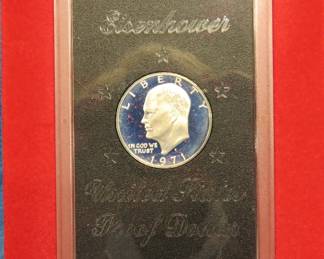 Eisenhower
LIBERTY
IN GOD WE
TRUST
1971
United States
Proof Dollar